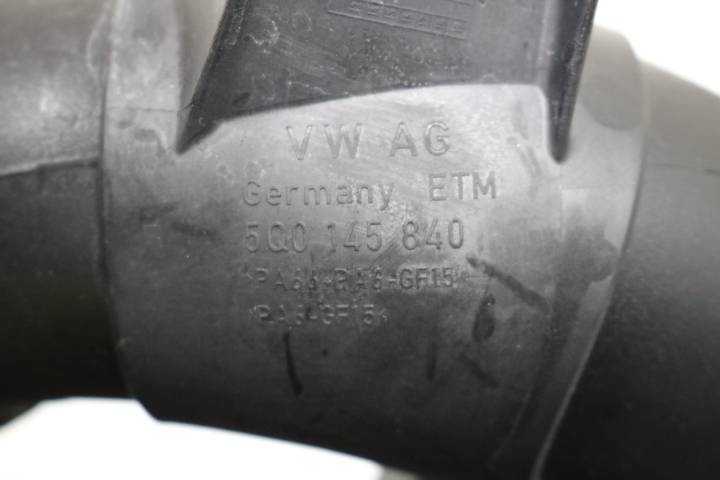 VW AG
Germany ETM
5Q0 145 840
>PA66+PA6-GF15<
>PA6-GF15<